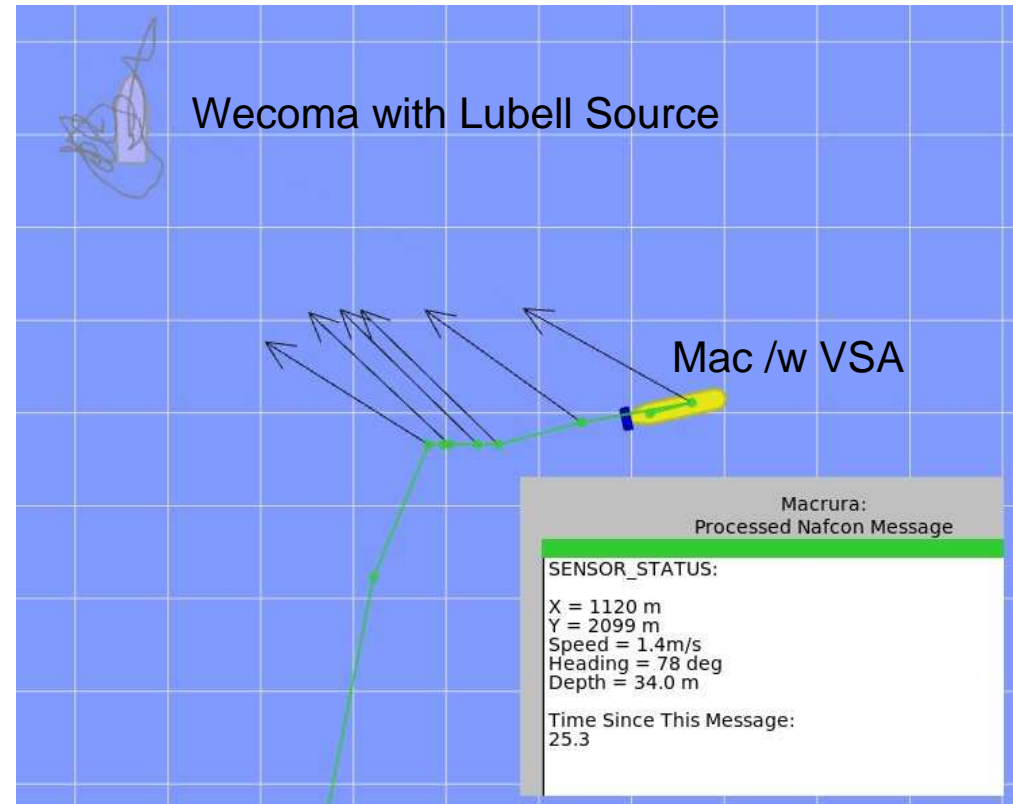 Wecoma with Lubell Source
Mac /w VSA
Macrura:
Processed Nafcon Message
SENSOR_STATUS:
X = 1120 m
Y = 2099 m
Speed = 1.4m/s
Heading = 78 deg
Depth = 34.0 m
Time Since This Message:
25.3